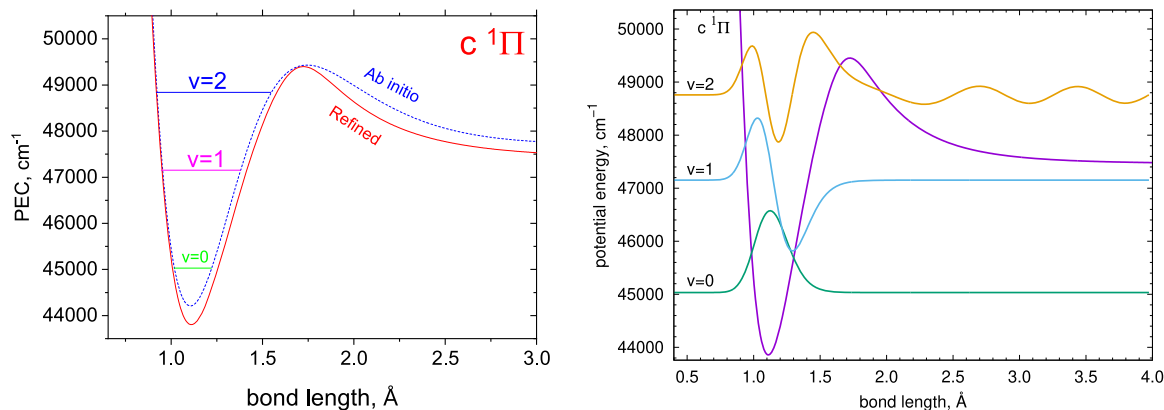 c ¹Π
50000
49000
48000
47000
46000
45000
44000
PEC, cm⁻¹
v=2
v=1
v=0
Ab initio
Refined
1.0 1.5 2.0 2.5 3.0
bond length, Å
c ¹Π
50000
49000
48000
47000
46000
45000
44000
potential energy, cm⁻¹
v=2
v=1
v=0
0.5 1.0 1.5 2.0 2.5 3.0 3.5 4.0
bond length, Å